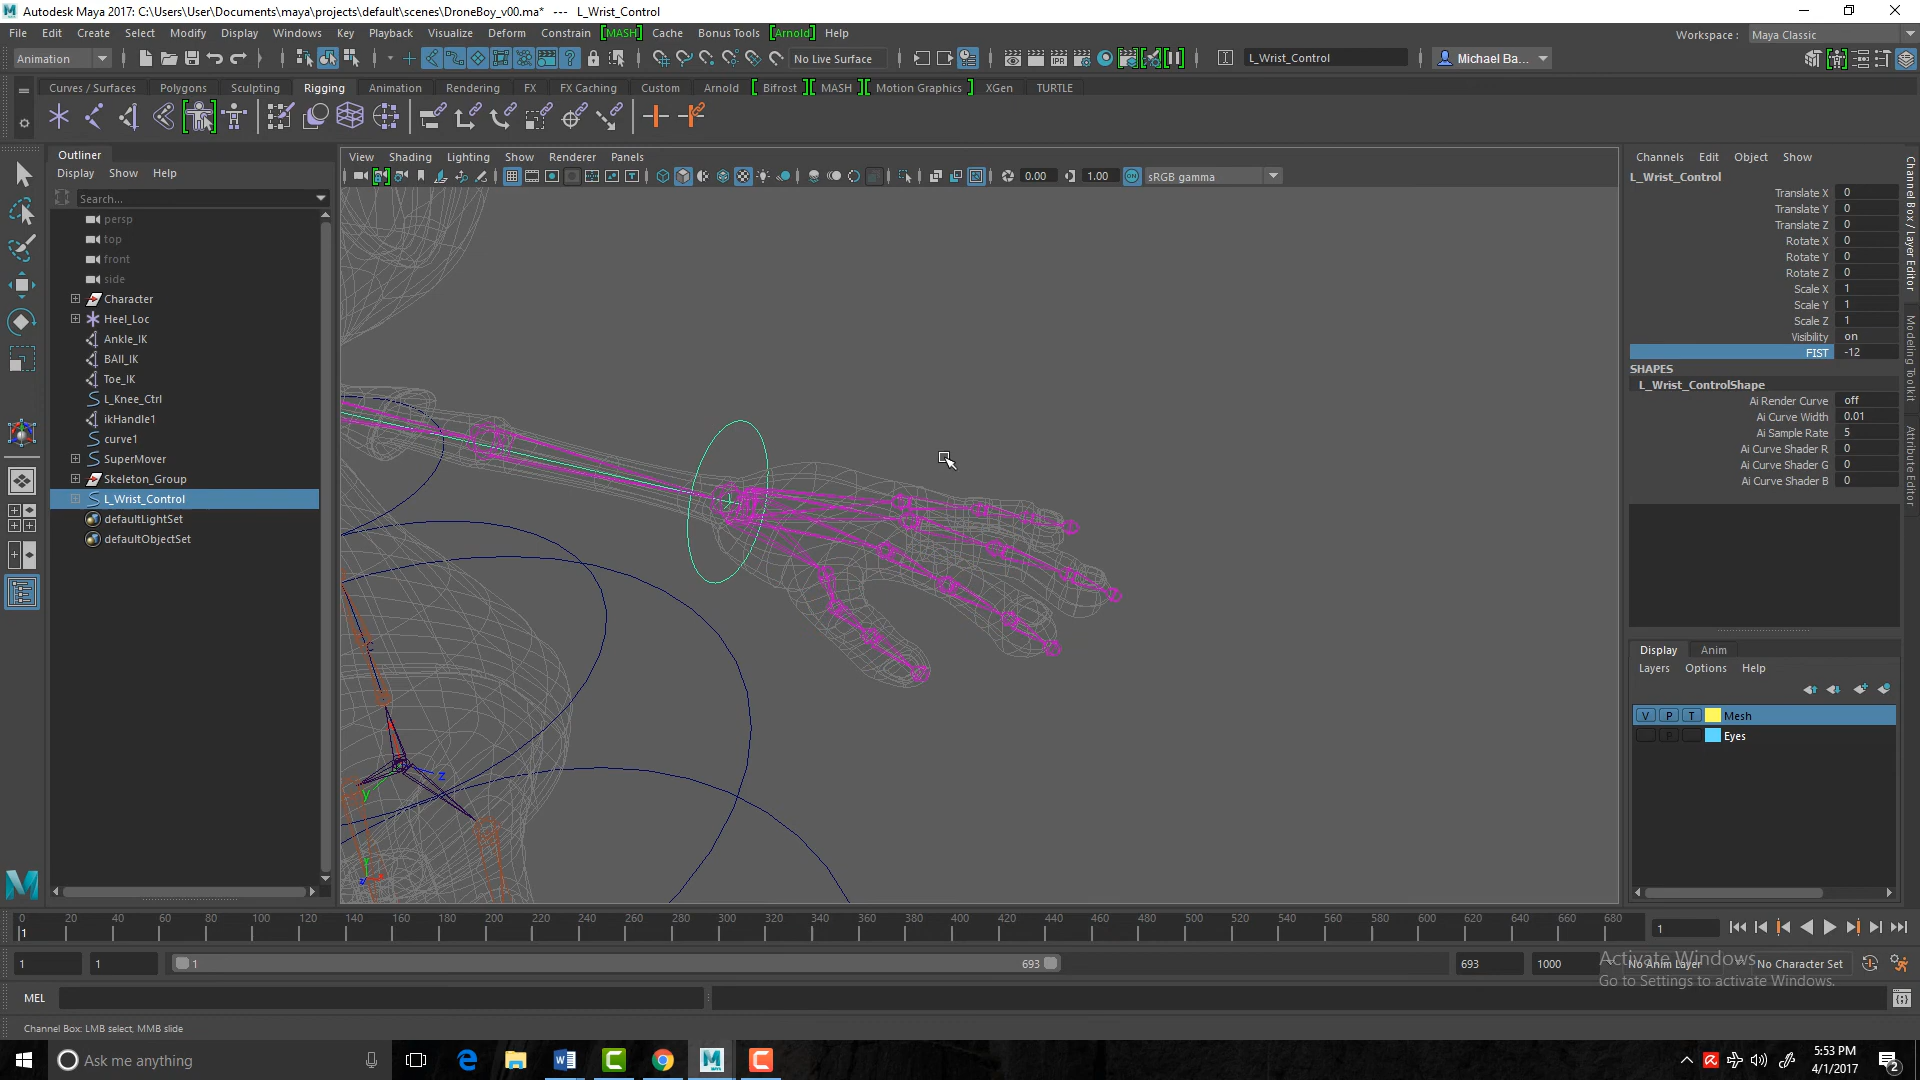 Autodesk Maya 2017: C:\Users\User\Documents\maya\projects\default\scenes\DroneBoy_v00.ma* --- L_Wrist_Control
File Edit Create Select Modify Display Windows Key Playback Visualize Deform Constrain [MASH] Cache Bonus Tools [Arnold] Help
Workspace : Maya Classic
Animation No Live Surface L_Wrist_Control Michael Ba...
Curves / Surfaces Polygons Sculpting Rigging Animation Rendering FX FX Caching Custom Arnold [ Bifrost ] [ MASH ] [ Motion Graphics ] XGen TURTLE
Outliner
Display Show Help
Search...
persp
top
front
side
Character
Heel_Loc
Ankle_IK
BAll_IK
Toe_IK
L_Knee_Ctrl
ikHandle1
curve1
SuperMover
Skeleton_Group
L_Wrist_Control
defaultLightSet
defaultObjectSet
View Shading Lighting Show Renderer Panels
0.00 1.00 ON sRGB gamma
z
y
Y
z
Channels Edit Object Show
L_Wrist_Control
Translate X 0
Translate Y 0
Translate Z 0
Rotate X 0
Rotate Y 0
Rotate Z 0
Scale X 1
Scale Y 1
Scale Z 1
Visibility on
FIST -12
SHAPES
L_Wrist_ControlShape
Ai Render Curve off
Ai Curve Width 0.01
Ai Sample Rate 5
Ai Curve Shader R 0
Ai Curve Shader G 0
Ai Curve Shader B 0
Channel Box / Layer Editor
Modeling Toolkit
Attribute Editor
Display Anim
Layers Options Help
V P T Mesh
P Eyes
0 20 40 60 80 100 120 140 160 180 200 220 240 260 280 300 320 340 360 380 400 420 440 460 480 500 520 540 560 580 600 620 640 660 680
1 1
1 1 1 693 693 1000 No Anim Layer No Character Set
Activate Windows
Go to Settings to activate Windows.
MEL
Channel Box: LMB select, MMB slide
Ask me anything
5:53 PM
4/1/2017
2